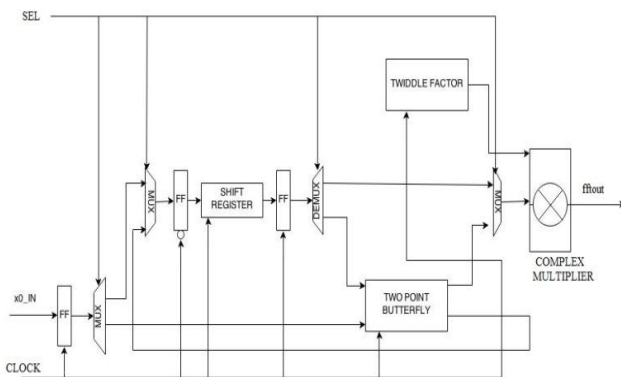 SEL
TWIDDLE FACTOR
MUX
FF
SHIFT
REGISTER
FF
DEMUX
MUX
fftout
COMPLEX
MULTIPLIER
x0_IN
FF
MUX
TWO POINT
BUTTERFLY
CLOCK